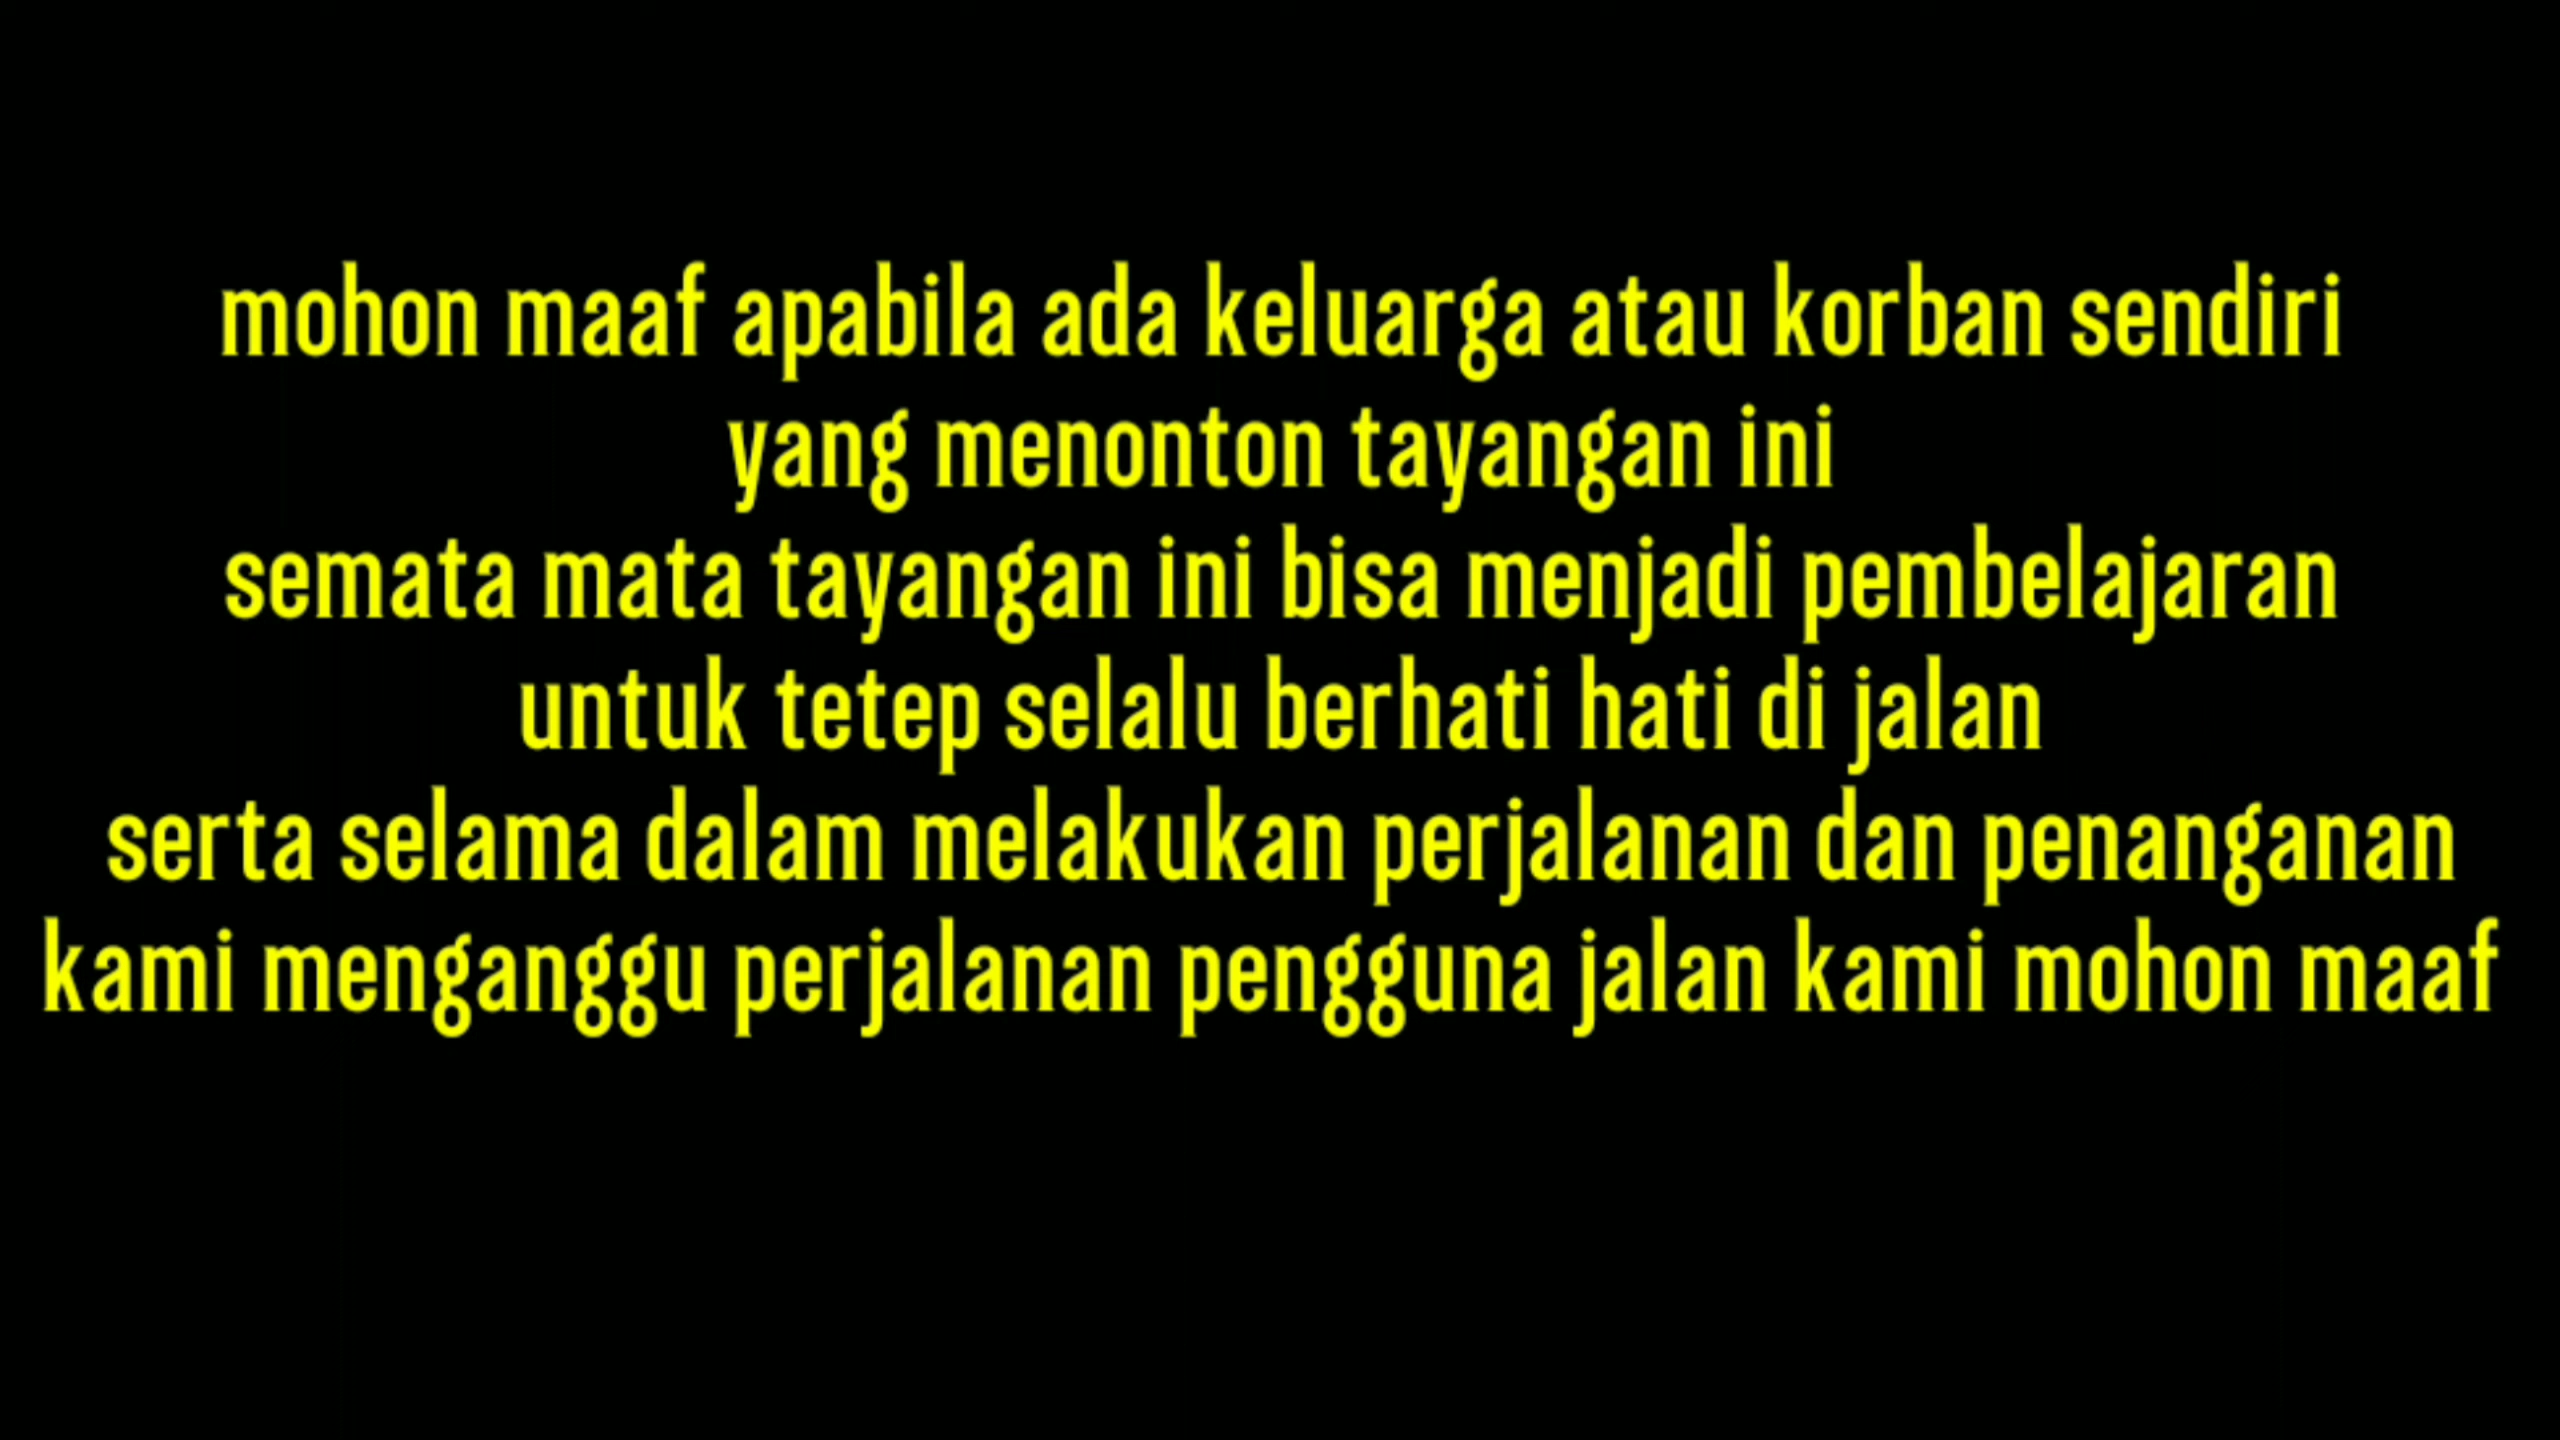 mohon maaf apabila ada keluarga atau korban sendiri
yang menonton tayangan ini
semata mata tayangan ini bisa menjadi pembelajaran
untuk tetep selalu berhati hati di jalan
serta selama dalam melakukan perjalanan dan penanganan
kami menganggu perjalanan pengguna jalan kami mohon maaf